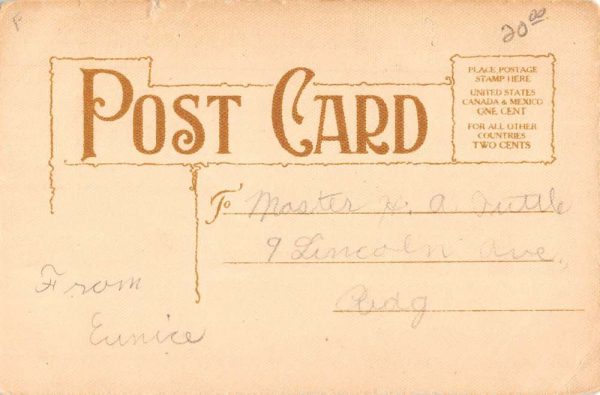 F
20.00
POST CARD
PLACE POSTAGE
STAMP HERE
UNITED STATES
CANADA & MEXICO
ONE CENT
FOR ALL OTHER
COUNTRIES
TWO CENTS
To Master H. A. Tuttle
9 Lincoln Ave,
Rdg
From
Eunice